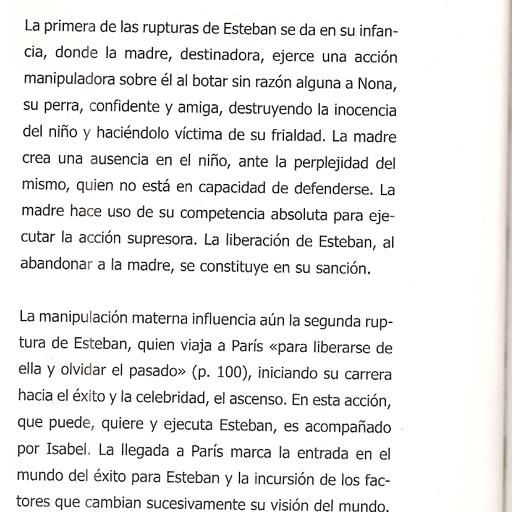 La primera de las rupturas de Esteban se da en su infan-
cia, donde la madre, destinadora, ejerce una acción
manipuladora sobre él al botar sin razón alguna a Nona,
su perra, confidente y amiga, destruyendo la inocencia
del niño y haciéndolo víctima de su frialdad. La madre
crea una ausencia en el niño, ante la perplejidad del
mismo, quien no está en capacidad de defenderse. La
madre hace uso de su competencia absoluta para eje-
cutar la acción supresora. La liberación de Esteban, al
abandonar a la madre, se constituye en su sanción.
La manipulación materna influencia aún la segunda rup-
tura de Esteban, quien viaja a París «para liberarse de
ella y olvidar el pasado» (p. 100), iniciando su carrera
hacia el éxito y la celebridad, el ascenso. En esta acción,
que puede, quiere y ejecuta Esteban, es acompañado
por Isabel. La llegada a París marca la entrada en el
mundo del éxito para Esteban y la incursión de los fac-
tores que cambian sucesivamente su visión del mundo.